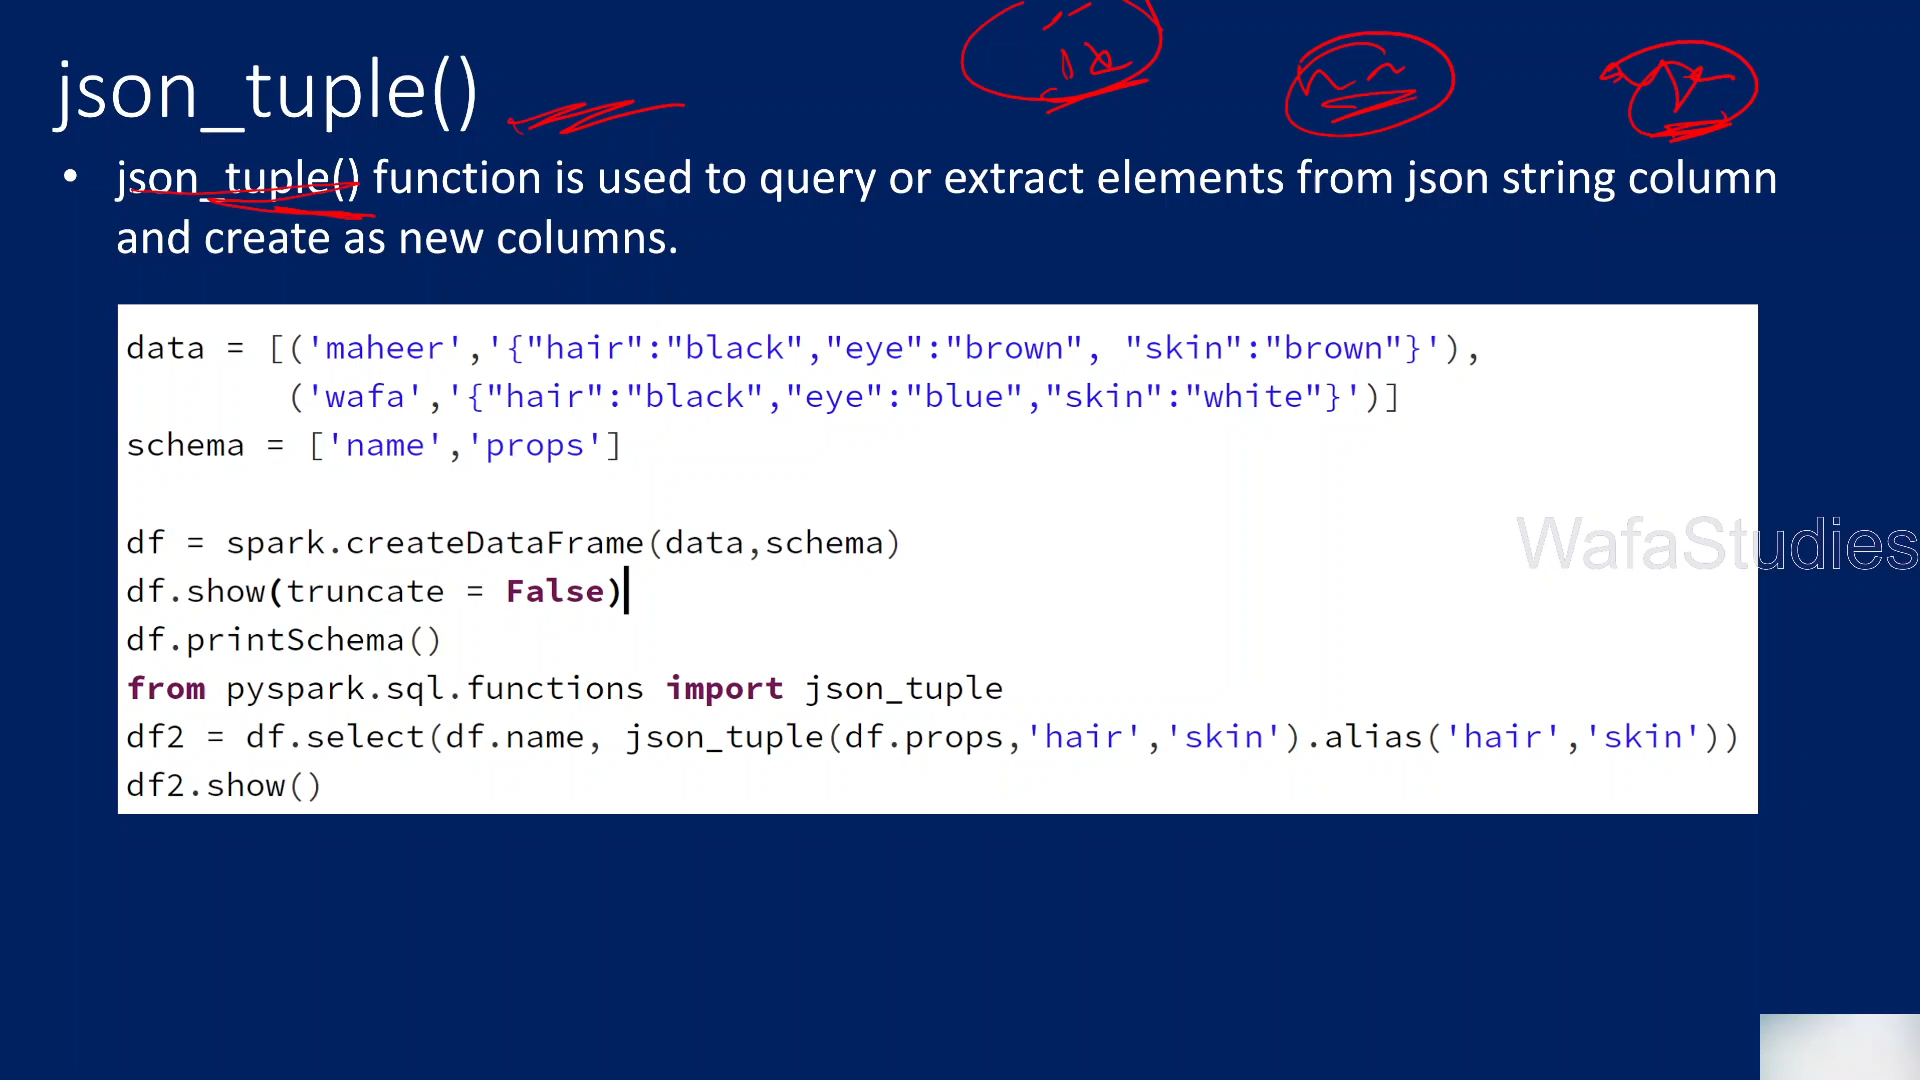 json_tuple()
• json_tuple() function is used to query or extract elements from json string column
and create as new columns.
data = [('maheer','{"hair":"black","eye":"brown", "skin":"brown"}'),
('wafa','{"hair":"black","eye":"blue","skin":"white"}')]
schema = ['name','props']
df = spark.createDataFrame(data,schema)
df.show(truncate = False)
df.printSchema()
from pyspark.sql.functions import json_tuple
df2 = df.select(df.name, json_tuple(df.props,'hair','skin').alias('hair','skin'))
df2.show()
WafaStudies